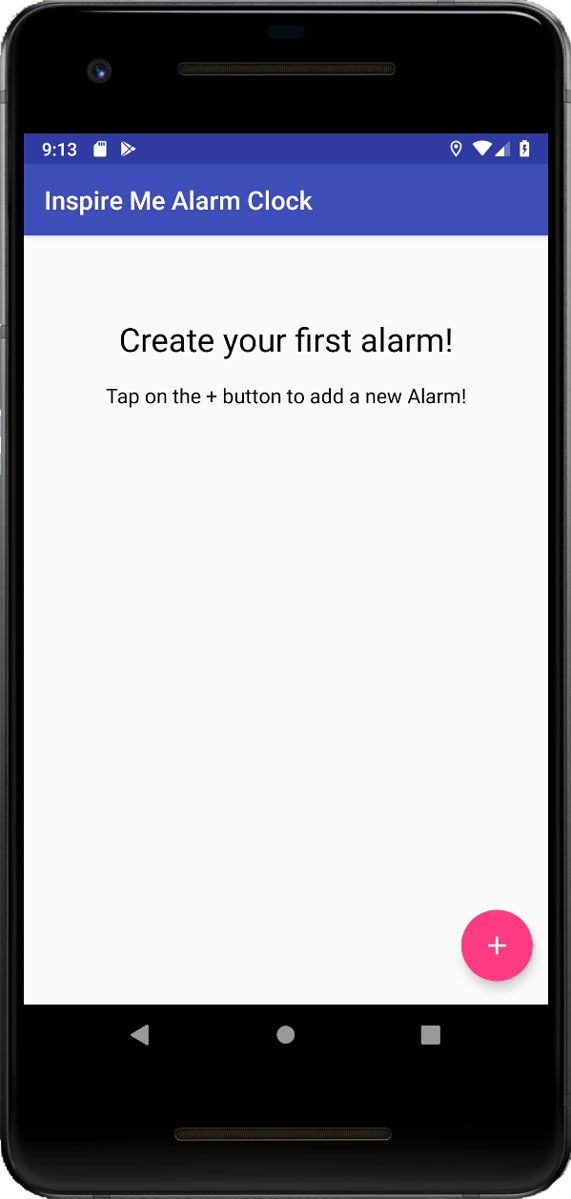 9:13
Inspire Me Alarm Clock
Create your first alarm!
Tap on the + button to add a new Alarm!
+